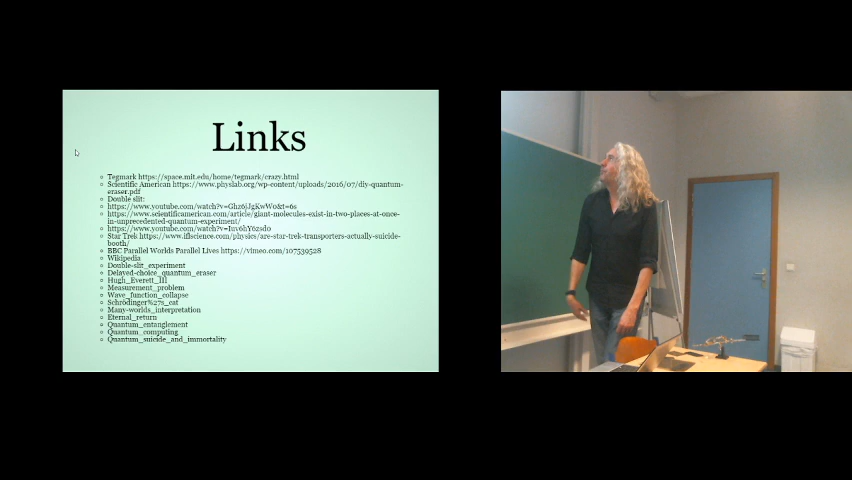 Links
Tegmark https://space.mit.edu/home/tegmark/crazy.html
Scientific American https://www.physlab.org/wp-content/uploads/2016/07/diy-quantum-
eraser.pdf
Double slit:
https://www.youtube.com/watch?v=Ghz6jJgKwWo&t=6s
https://www.scientificamerican.com/article/giant-molecules-exist-in-two-places-at-once-
in-unprecedented-quantum-experiment/
https://www.youtube.com/watch?v=Iuv6hY6zsd0
Star Trek https://www.iflscience.com/physics/are-star-trek-transporters-actually-suicide-
booth/
BBC Parallel Worlds Parallel Lives https://vimeo.com/107539528
Wikipedia
Double-slit_experiment
Delayed-choice_quantum_eraser
Hugh_Everett_III
Measurement_problem
Wave_function_collapse
Schrödinger%27s_cat
Many-worlds_interpretation
Eternal_return
Quantum_entanglement
Quantum_computing
Quantum_suicide_and_immortality